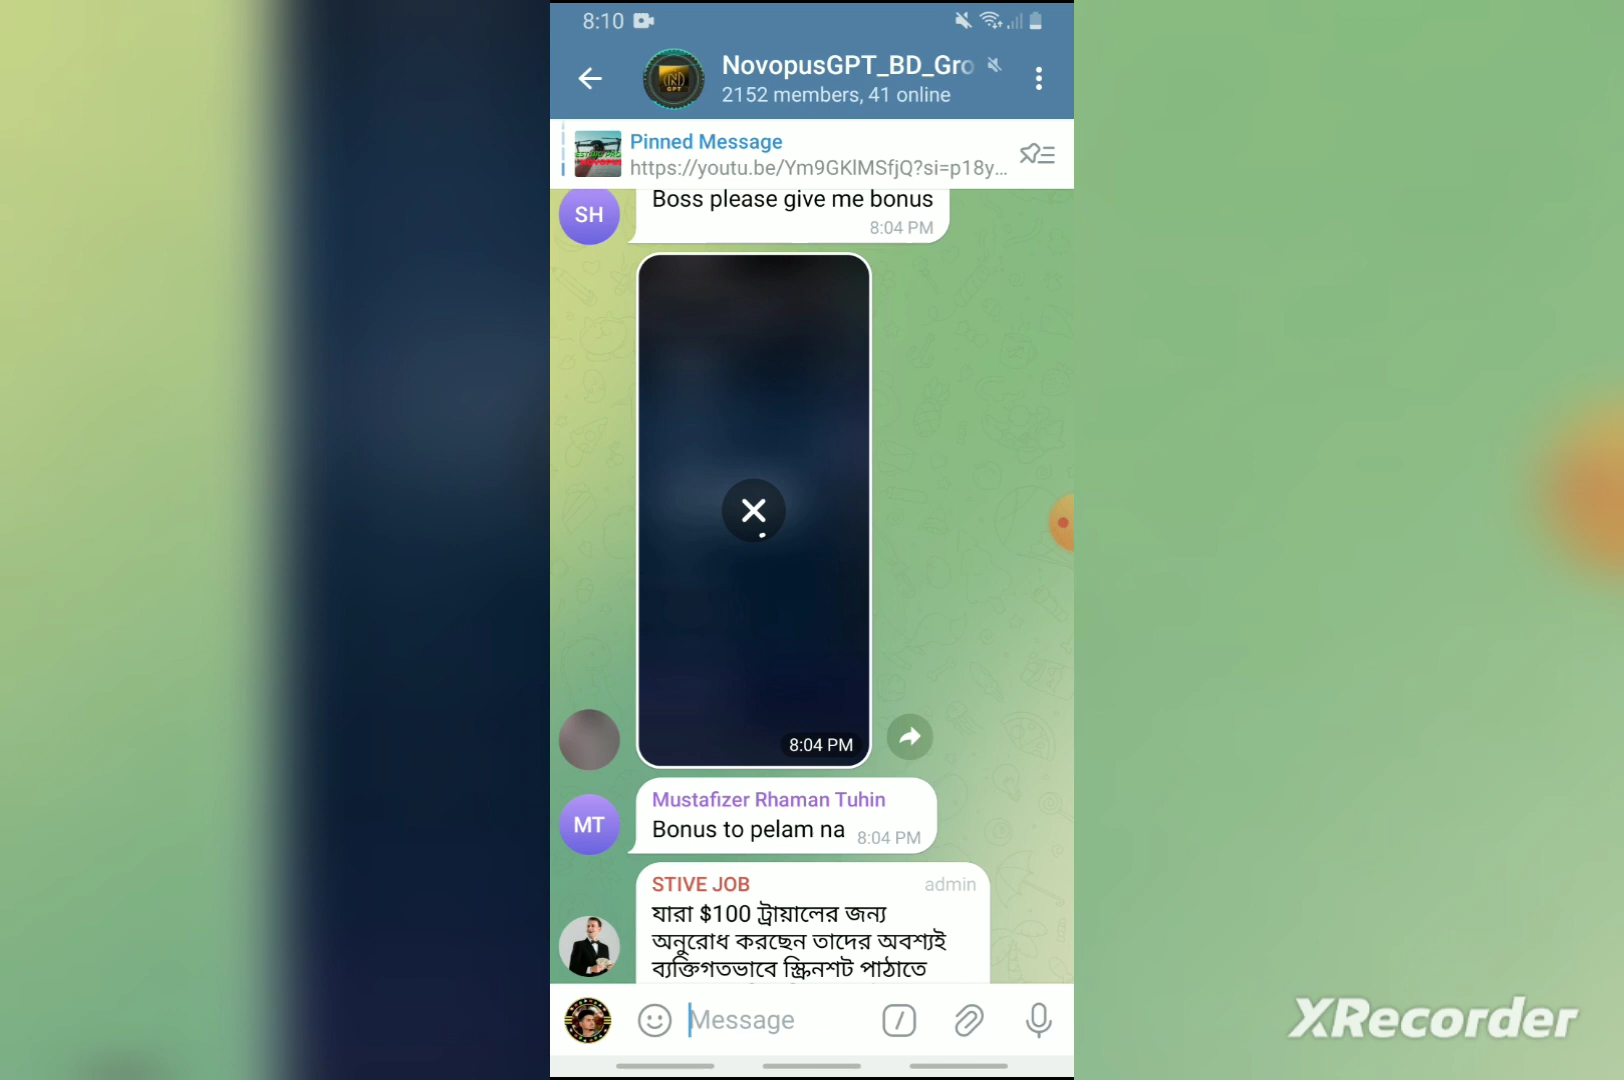 8:10
NovopusGPT_BD_Gro
2152 members, 41 online
Pinned Message
https://youtu.be/Ym9GKlMSfjQ?si=p18y...
SH
Boss please give me bonus
8:04 PM
8:04 PM
MT
Mustafizer Rhaman Tuhin
Bonus to pelam na 8:04 PM
STIVE JOB admin
যারা $100 ট্রায়ালের জন্য
অনুরোধ করছেন তাদের অবশ্যই
ব্যক্তিগতভাবে স্ক্রিনশট পাঠাতে
Message
XRecorder